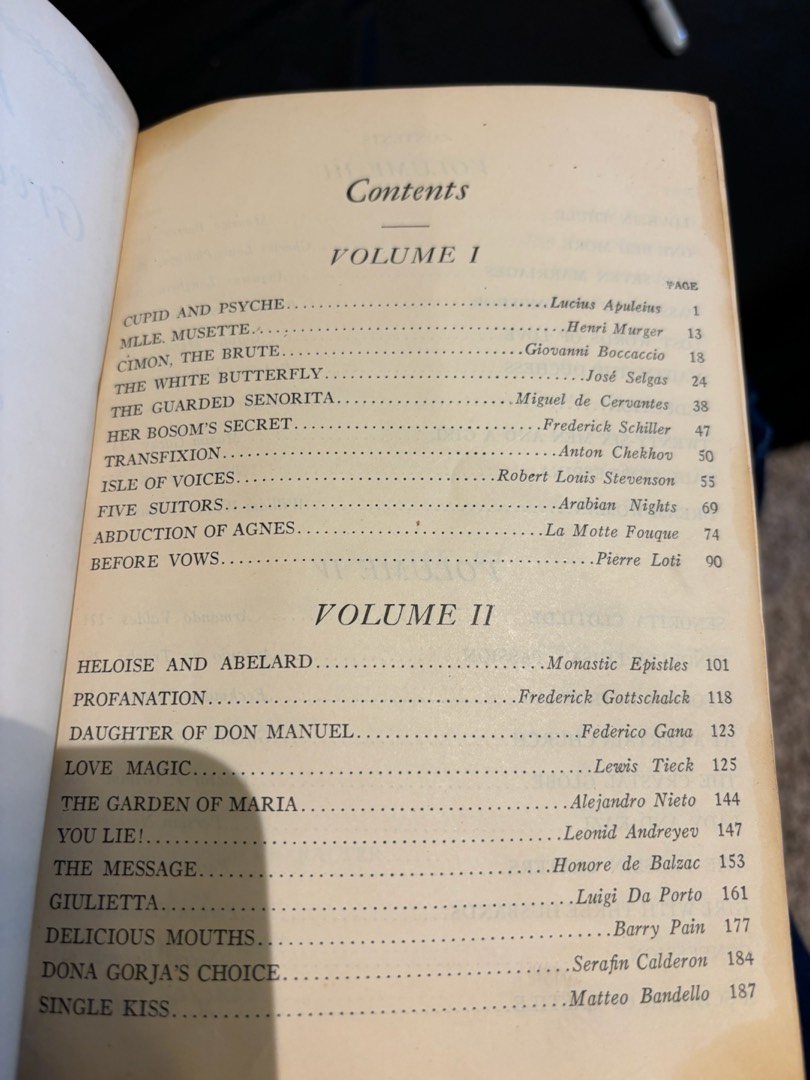 Contents
VOLUME I
PAGE
CUPID AND PSYCHE.............................Lucius Apuleius 1
MLLE. MUSETTE...................................Henri Murger 13
CIMON, THE BRUTE...........................Giovanni Boccaccio 18
THE WHITE BUTTERFLY.............................José Selgas 24
THE GUARDED SENORITA....................Miguel de Cervantes 38
HER BOSOM'S SECRET..........................Frederick Schiller 47
TRANSFIXION.....................................Anton Chekhov 50
ISLE OF VOICES............................Robert Louis Stevenson 55
FIVE SUITORS.....................................Arabian Nights 69
ABDUCTION OF AGNES...........................La Motte Fouque 74
BEFORE VOWS........................................Pierre Loti 90
VOLUME II
HELOISE AND ABELARD.........................Monastic Epistles 101
PROFANATION..................................Frederick Gottschalck 118
DAUGHTER OF DON MANUEL........................Federico Gana 123
LOVE MAGIC..........................................Lewis Tieck 125
THE GARDEN OF MARIA.............................Alejandro Nieto 144
YOU LIE!............................................Leonid Andreyev 147
THE MESSAGE.....................................Honore de Balzac 153
GIULIETTA..........................................Luigi Da Porto 161
DELICIOUS MOUTHS....................................Barry Pain 177
DONA GORJA'S CHOICE............................Serafin Calderon 184
SINGLE KISS.......................................Matteo Bandello 187